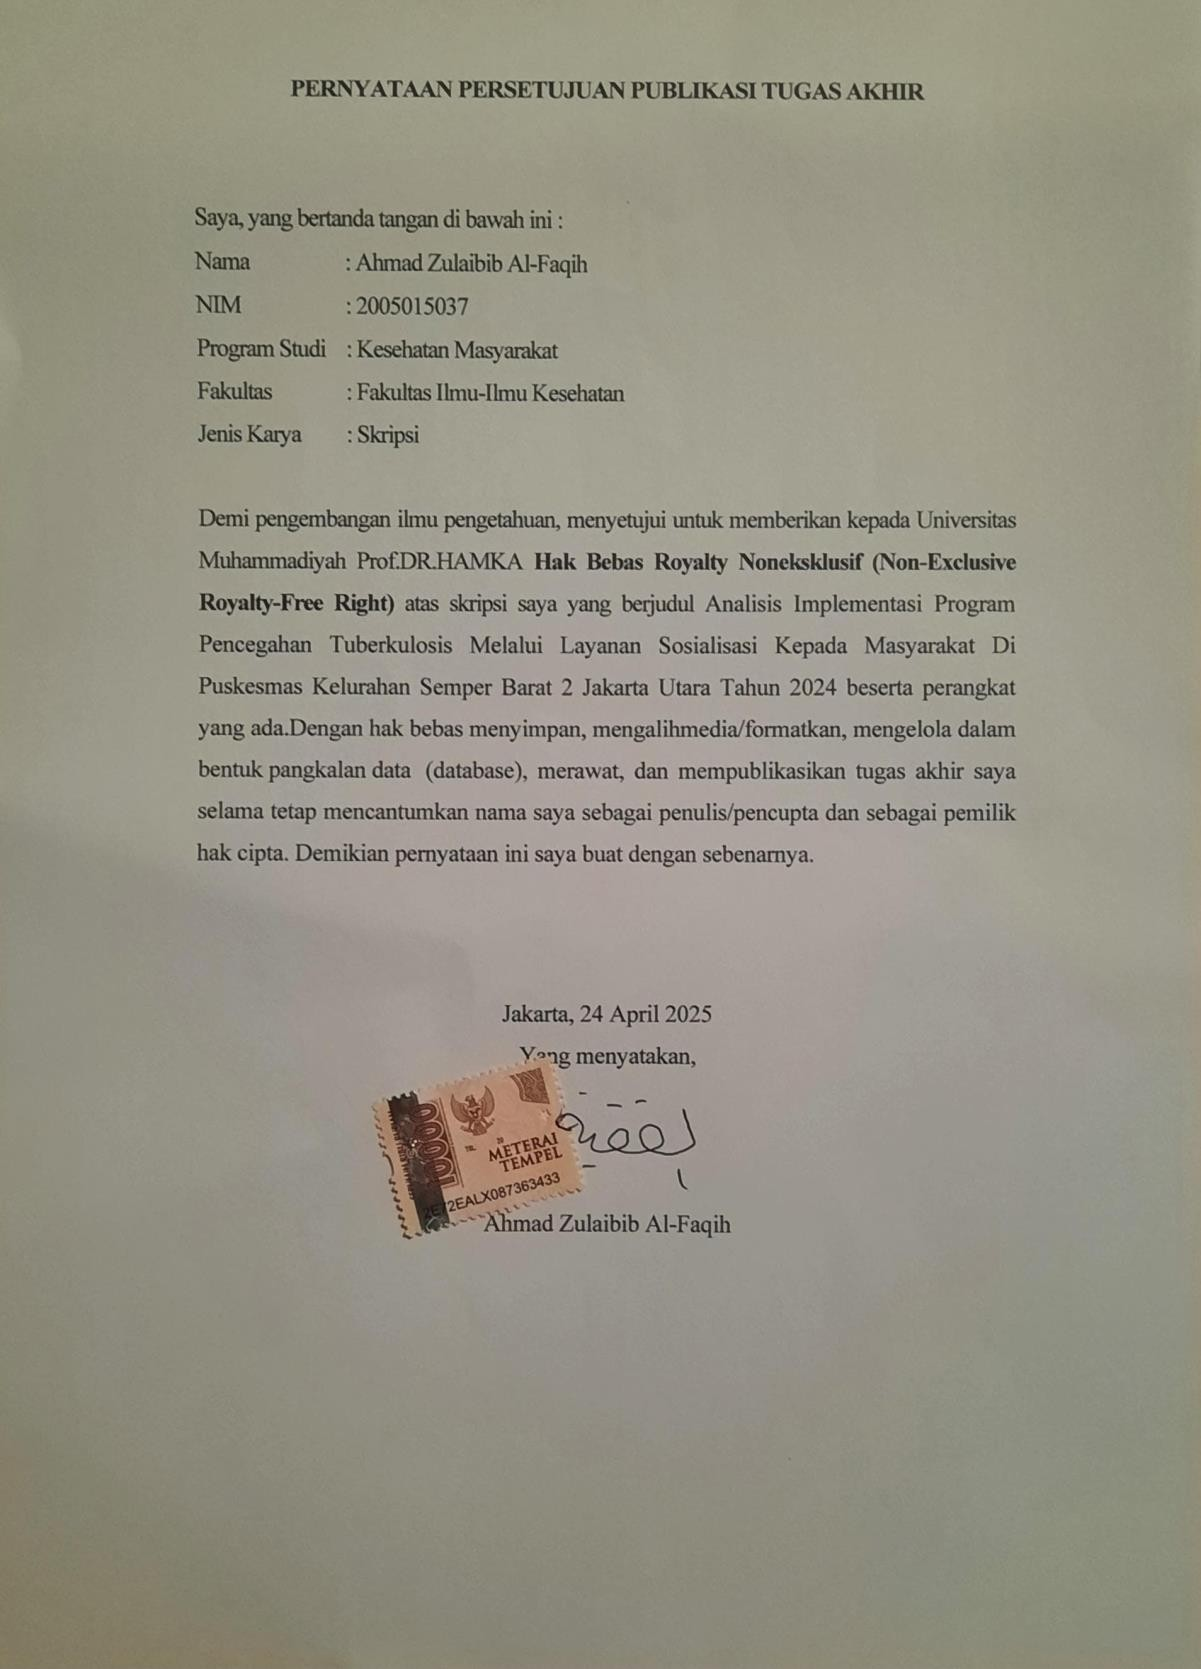 PERNYATAAN PERSETUJUAN PUBLIKASI TUGAS AKHIR
Saya, yang bertanda tangan di bawah ini :
Nama : Ahmad Zulaibib Al-Faqih
NIM : 2005015037
Program Studi : Kesehatan Masyarakat
Fakultas : Fakultas Ilmu-Ilmu Kesehatan
Jenis Karya : Skripsi
Demi pengembangan ilmu pengetahuan, menyetujui untuk memberikan kepada Universitas
Muhammadiyah Prof.DR.HAMKA Hak Bebas Royalty Noneksklusif (Non-Exclusive
Royalty-Free Right) atas skripsi saya yang berjudul Analisis Implementasi Program
Pencegahan Tuberkulosis Melalui Layanan Sosialisasi Kepada Masyarakat Di
Puskesmas Kelurahan Semper Barat 2 Jakarta Utara Tahun 2024 beserta perangkat
yang ada.Dengan hak bebas menyimpan, mengalihmedia/formatkan, mengelola dalam
bentuk pangkalan data (database), merawat, dan mempublikasikan tugas akhir saya
selama tetap mencantumkan nama saya sebagai penulis/pencupta dan sebagai pemilik
hak cipta. Demikian pernyataan ini saya buat dengan sebenarnya.
Jakarta, 24 April 2025
Yang menyatakan,
10000
TGL. 20
METERAI
TEMPEL
2E72EALX087363433
Ahmad Zulaibib Al-Faqih